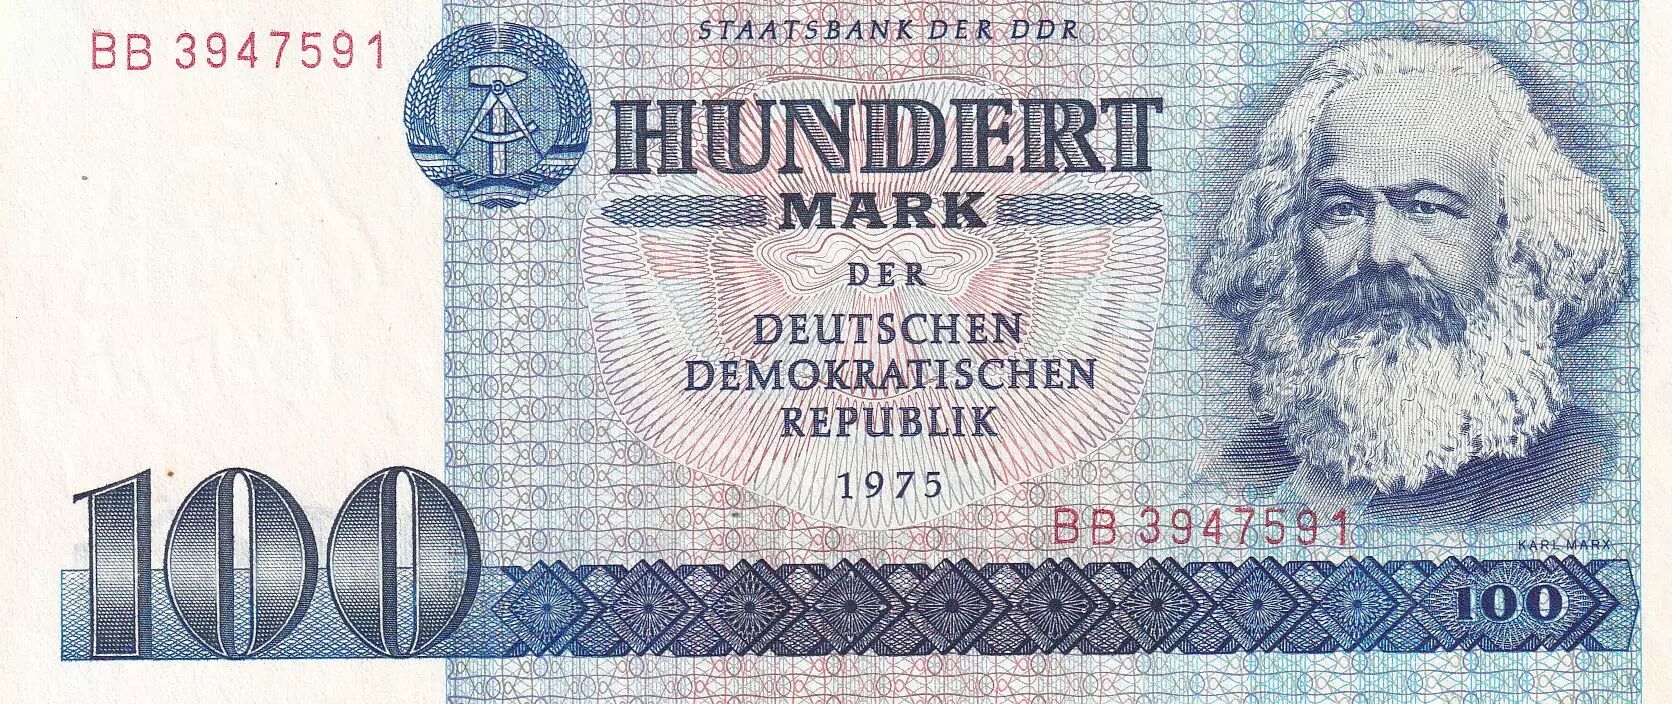 BB 3947591
STAATSBANK DER DDR
HUNDERT
MARK
DER
DEUTSCHEN
DEMOKRATISCHEN
REPUBLIK
1975
BB 3947591
KARL MARX
100
100